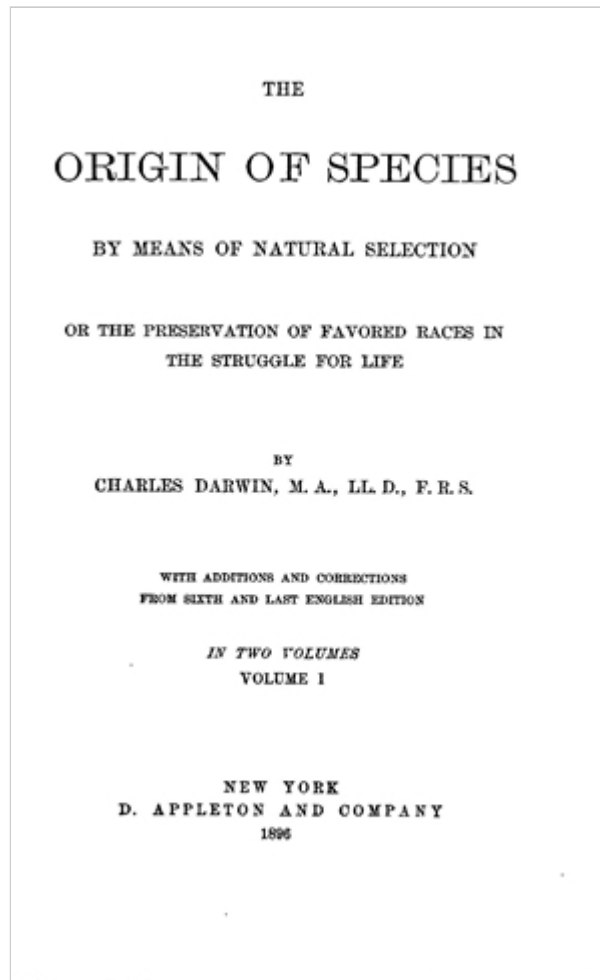 THE
ORIGIN OF SPECIES
BY MEANS OF NATURAL SELECTION
OR THE PRESERVATION OF FAVORED RACES IN
THE STRUGGLE FOR LIFE
BY
CHARLES DARWIN, M. A., LL. D., F. R. S.
WITH ADDITIONS AND CORRECTIONS
FROM SIXTH AND LAST ENGLISH EDITION
IN TWO VOLUMES
VOLUME I
NEW YORK
D. APPLETON AND COMPANY
1896